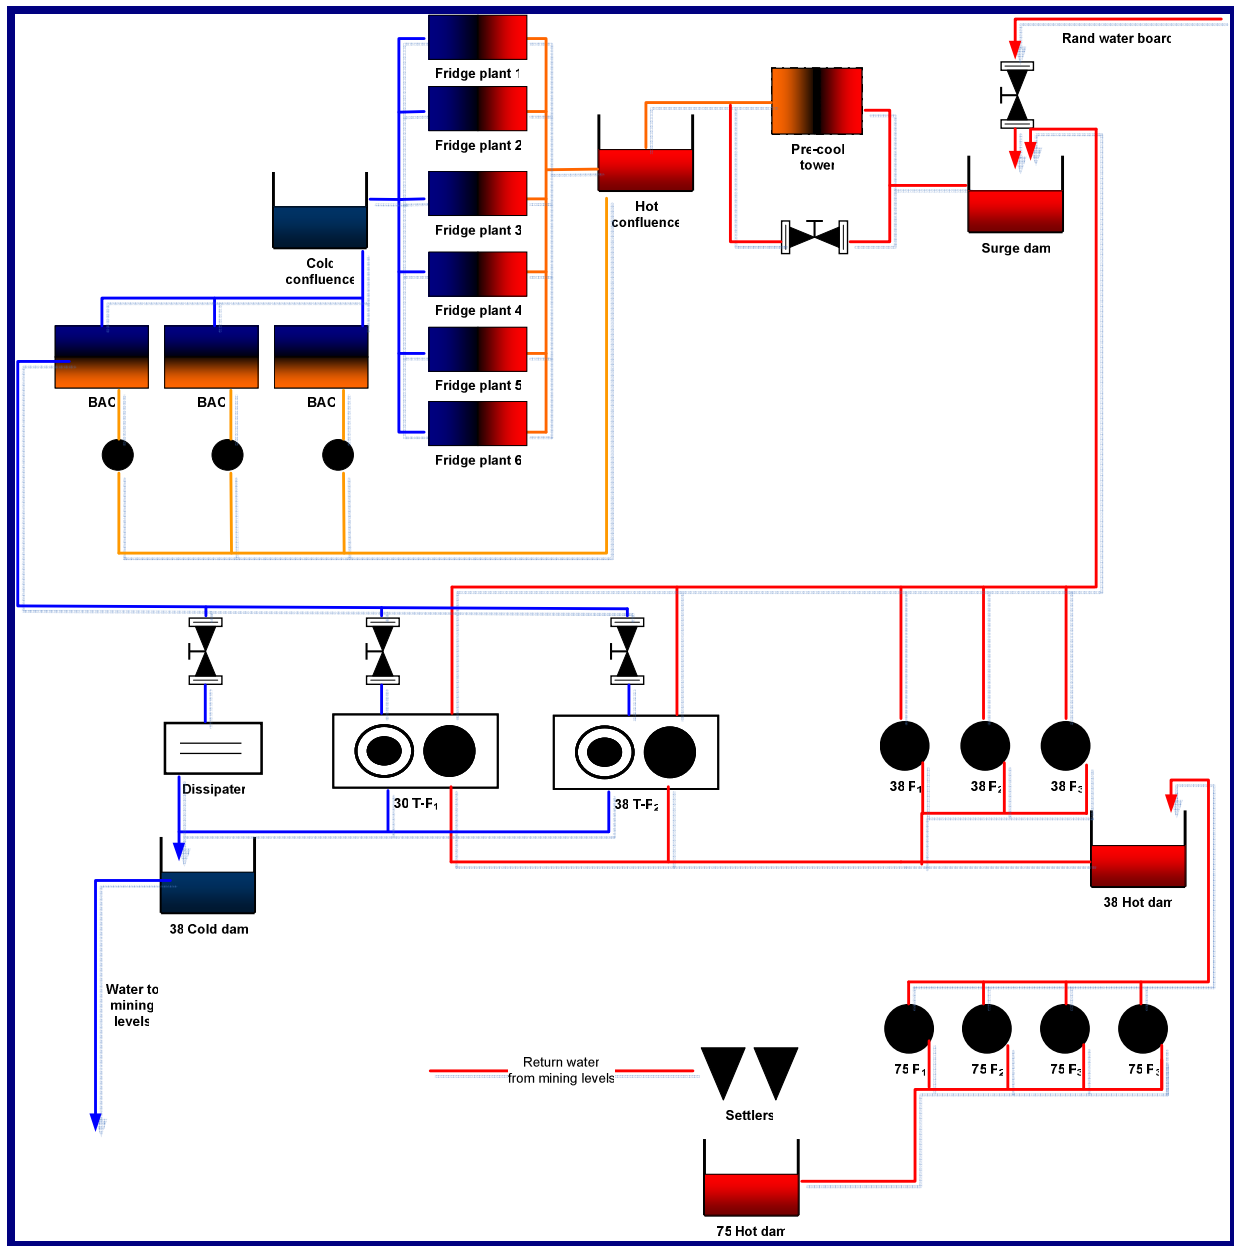 Rand water board
Fridge plant 1
Fridge plant 2
Pre-cool
tower
Hot
confluence
Fridge plant 3
Surge dam
Cold
confluence
Fridge plant 4
Fridge plant 5
BAC
BAC
BAC
Fridge plant 6
Dissipater
30 T-F₁
38 T-F₂
38 F₁
38 F₂
38 F₃
38 Hot dam
38 Cold dam
Water to
mining
levels
Return water
from mining levels
75 F₁
75 F₂
75 F₃
75 F₃
Settlers
75 Hot dam